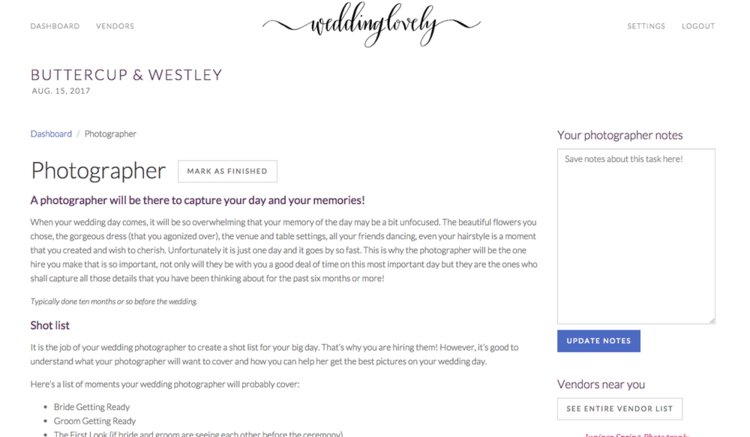 DASHBOARD VENDORS
weddinglovely
SETTINGS LOGOUT
BUTTERCUP & WESTLEY
AUG. 15, 2017
Dashboard / Photographer
Photographer
MARK AS FINISHED
A photographer will be there to capture your day and your memories!
When your wedding day comes, it will be so overwhelming that your memory of the day may be a bit unfocused. The beautiful flowers you
chose, the gorgeous dress (that you agonized over), the venue and table settings, all your friends dancing, even your hairstyle is a moment
that you created and wish to cherish. Unfortunately it is just one day and it goes by so fast. This is why the photographer will be the one
hire you make that is so important, not only will they be with you a good deal of time on this most important day but they are the ones who
shall capture all those details that you have been thinking about for the past six months or more!
Typically done ten months or so before the wedding.
Shot list
It is the job of your wedding photographer to create a shot list for your big day. That's why you are hiring them! However, it's good to
understand what your photographer will want to cover and how you can help her get the best pictures on your wedding day.
Here's a list of moments your wedding photographer will probably cover:
• Bride Getting Ready
• Groom Getting Ready
• The First Look (if bride and groom are seeing each other before the ceremony)
Your photographer notes
Save notes about this task here!
UPDATE NOTES
Vendors near you
SEE ENTIRE VENDOR LIST
Juniper Spring Photography